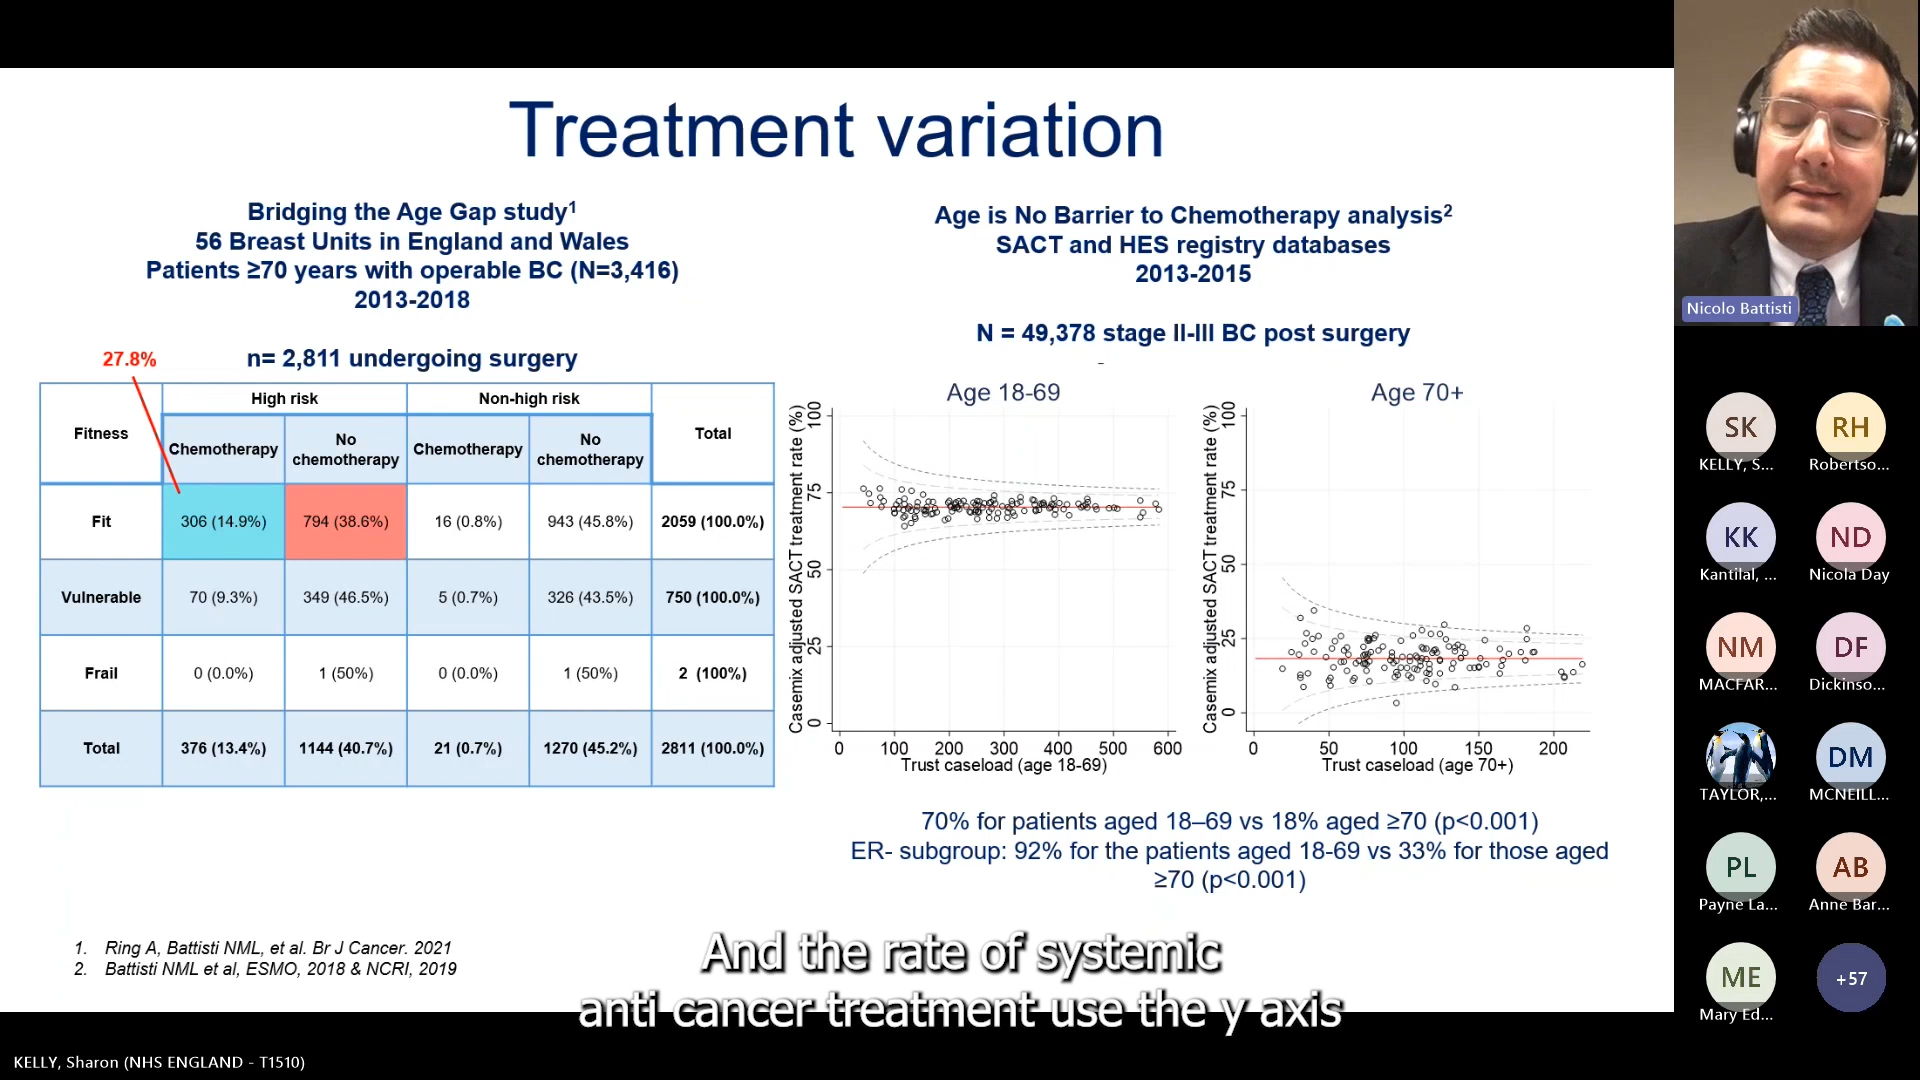 Treatment variation
Bridging the Age Gap study1
56 Breast Units in England and Wales
Patients ≥70 years with operable BC (N=3,416)
2013-2018
27.8%
n= 2,811 undergoing surgery
Fitness
High risk
Non-high risk
Total
Chemotherapy
No
chemotherapy
Chemotherapy
No
chemotherapy
Fit 306 (14.9%) 794 (38.6%) 16 (0.8%) 943 (45.8%) 2059 (100.0%)
Vulnerable 70 (9.3%) 349 (46.5%) 5 (0.7%) 326 (43.5%) 750 (100.0%)
Frail 0 (0.0%) 1 (50%) 0 (0.0%) 1 (50%) 2 (100%)
Total 376 (13.4%) 1144 (40.7%) 21 (0.7%) 1270 (45.2%) 2811 (100.0%)
Age is No Barrier to Chemotherapy analysis2
SACT and HES registry databases
2013-2015
N = 49,378 stage II-III BC post surgery
-
Age 18-69
Casemix adjusted SACT treatment rate (%)
100
75
50
25
0
0 100 200 300 400 500 600
Trust caseload (age 18-69)
Age 70+
Casemix adjusted SACT treatment rate (%)
100
75
50
25
0
0 50 100 150 200
Trust caseload (age 70+)
70% for patients aged 18–69 vs 18% aged ≥70 (p<0.001)
ER- subgroup: 92% for the patients aged 18-69 vs 33% for those aged
≥70 (p<0.001)
1. Ring A, Battisti NML, et al. Br J Cancer. 2021
2. Battisti NML et al, ESMO, 2018 & NCRI, 2019
And the rate of systemic
anti cancer treatment use the y axis
KELLY, Sharon (NHS ENGLAND - T1510)
Nicolo Battisti
SK
KELLY, S...
RH
Robertso...
KK
Kantilal, ...
ND
Nicola Day
NM
MACFAR...
DF
Dickinso...
TAYLOR,...
DM
MCNEILL...
PL
Payne La...
AB
Anne Bar...
ME
Mary Ed...
+57